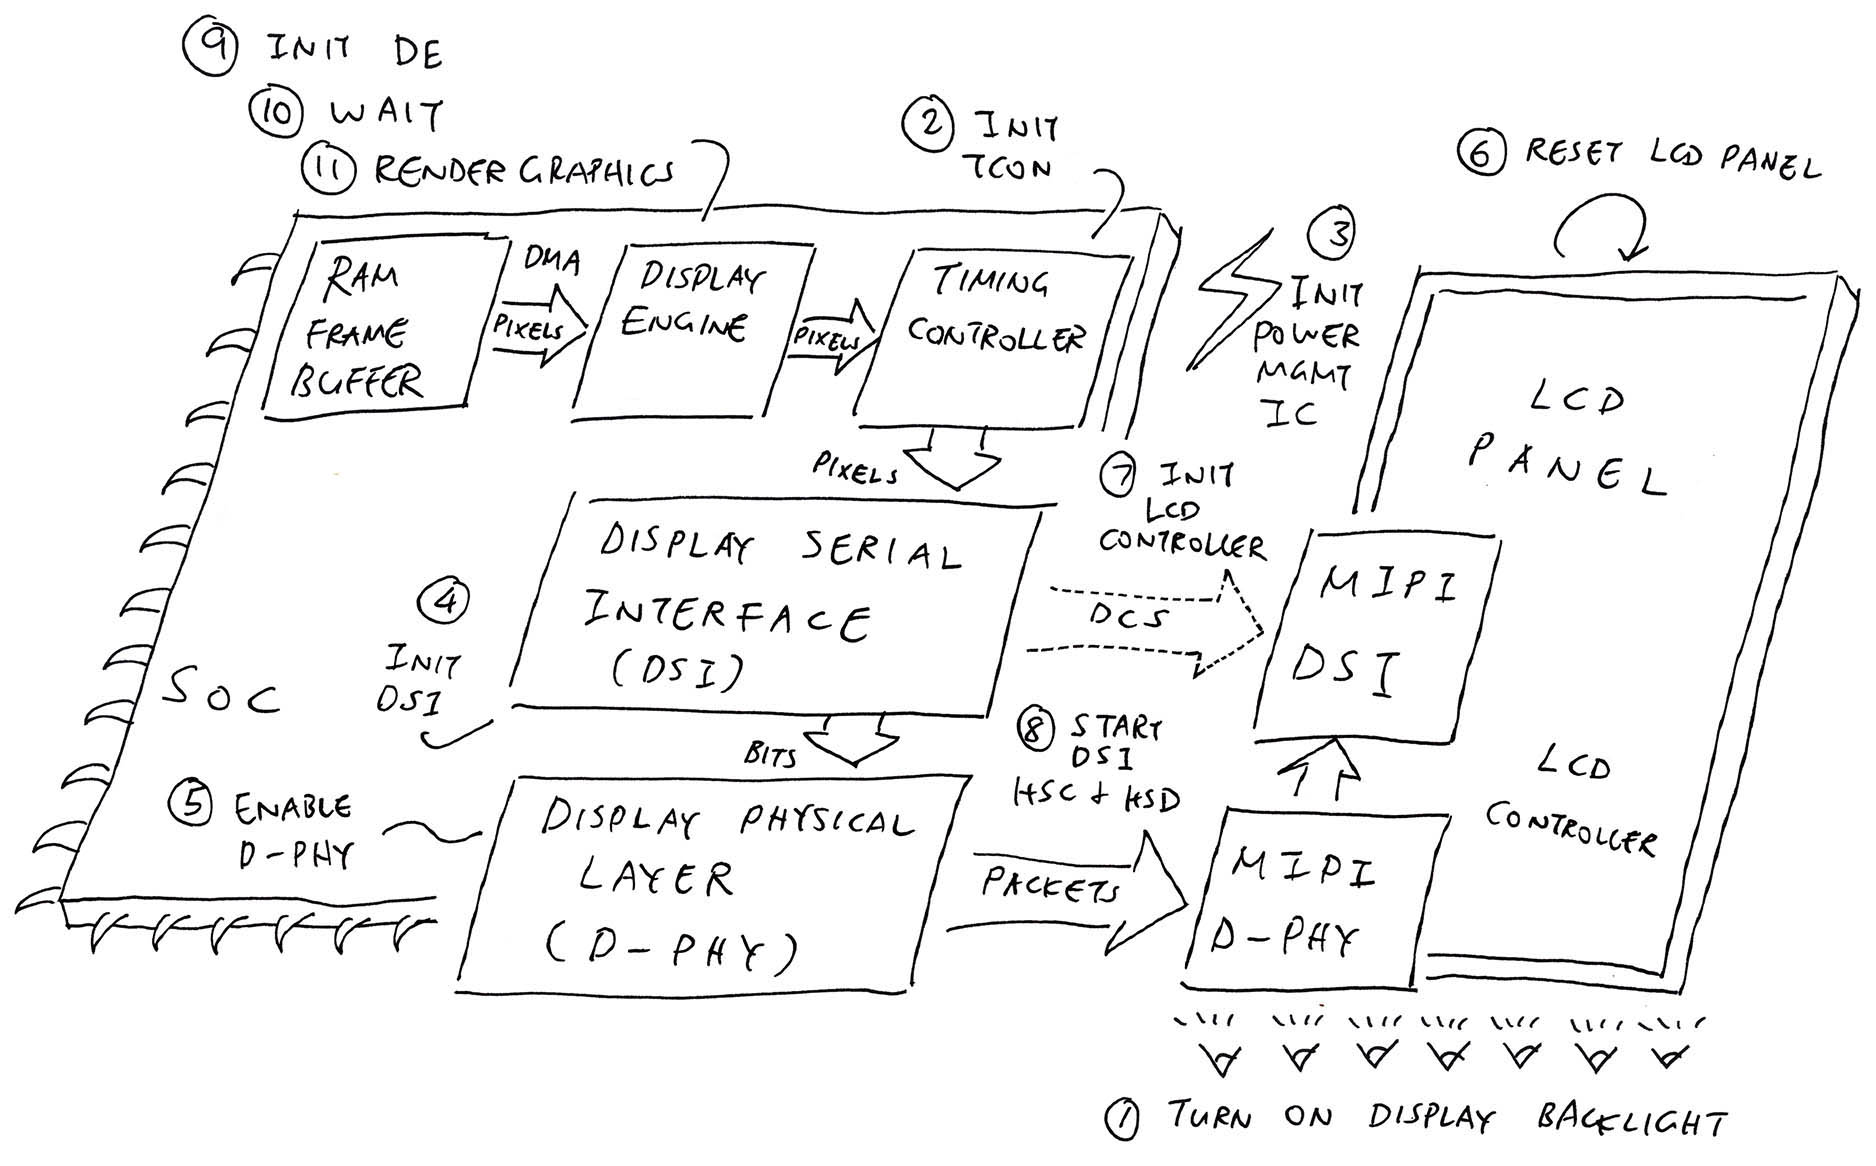 9 INIT DE
10 WAIT
11 RENDER GRAPHICS
2 INIT
TCON
6 RESET LCD PANEL
3
INIT
POWER
MGMT
IC
RAM
FRAME
BUFFER
DMA
PIXELS
DISPLAY
ENGINE
PIXELS
TIMING
CONTROLLER
PIXELS
LCD
PANEL
7 INIT
LCD
CONTROLLER
DISPLAY SERIAL
INTERFACE
(DSI)
DCS
MIPI
DSI
4
INIT
DSI
SOC
BITS
8 START
DSI
HSC + HSD
LCD
CONTROLLER
5 ENABLE
D-PHY
DISPLAY PHYSICAL
LAYER
(D-PHY)
PACKETS
MIPI
D-PHY
1 TURN ON DISPLAY BACKLIGHT